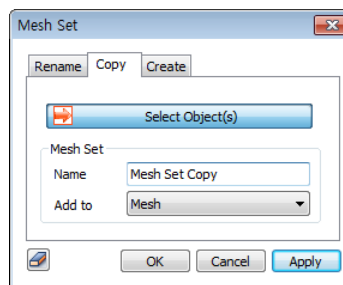 Mesh Set
Rename Copy Create
Select Object(s)
Mesh Set
Name Mesh Set Copy
Add to Mesh
OK Cancel Apply